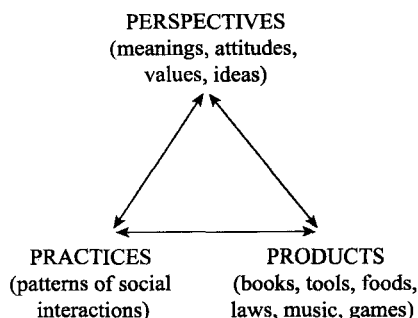 PERSPECTIVES
(meanings, attitudes,
values, ideas)
PRACTICES
(patterns of social
interactions)
PRODUCTS
(books, tools, foods,
laws, music, games)